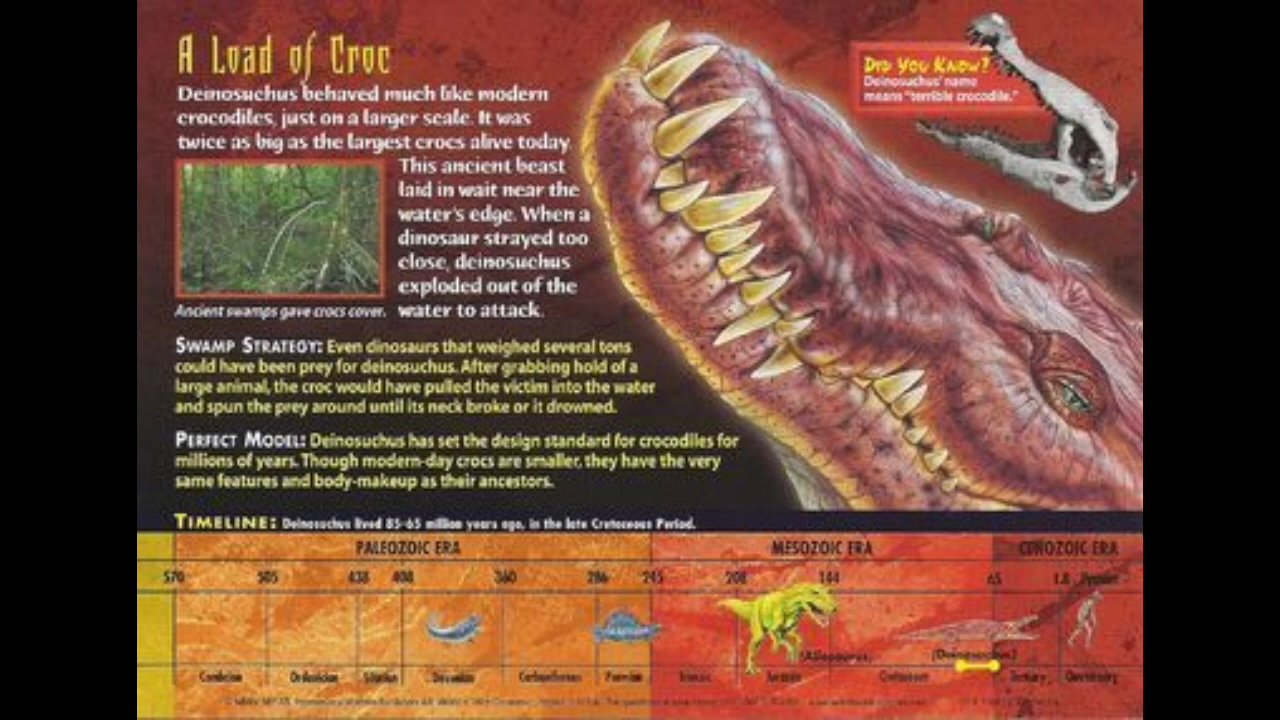 A Load of Croc
Deinosuchus behaved much like modern
crocodiles, just on a larger scale. It was
twice as big as the largest crocs alive today.
This ancient beast
laid in wait near the
water's edge. When a
dinosaur strayed too
close, deinosuchus
exploded out of the
water to attack.
Ancient swamps gave crocs cover.
DID YOU KNOW?
Deinosuchus' name
means "terrible crocodile."
SWAMP STRATEGY: Even dinosaurs that weighed several tons
could have been prey for deinosuchus. After grabbing hold of a
large animal, the croc would have pulled the victim into the water
and spun the prey around until its neck broke or it drowned.
PERFECT MODEL: Deinosuchus has set the design standard for crocodiles for
millions of years. Though modern-day crocs are smaller, they have the very
same features and body-makeup as their ancestors.
TIMELINE: Deinosuchus lived 85-65 million years ago, in the late Cretaceous Period.
PALEOZOIC ERA MESOZOIC ERA CENOZOIC ERA
570 505 438 408 360 286 245 208 144 65 1.8
(Allosaurus) (Deinosuchus)
Cambrian Ordovician Silurian Devonian Carboniferous Permian Triassic Jurassic Cretaceous Tertiary Quaternary